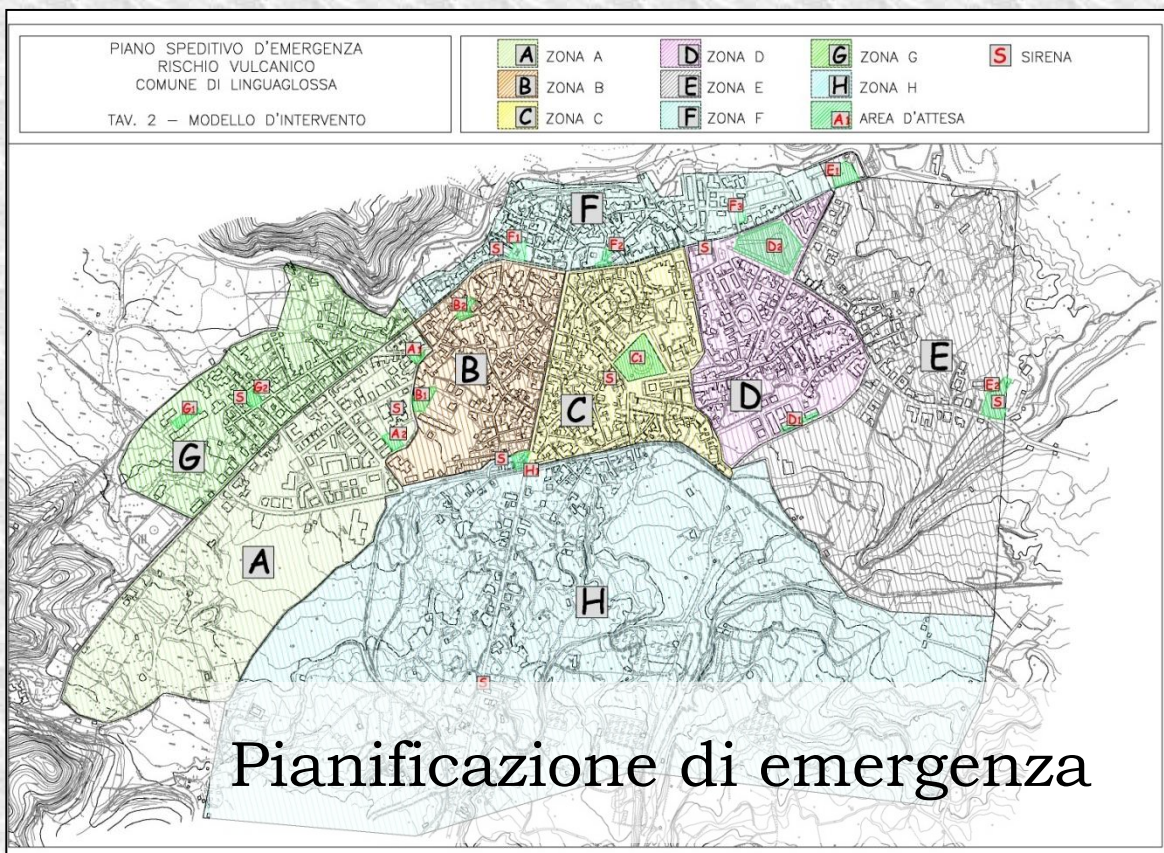 PIANO SPEDITIVO D'EMERGENZA
RISCHIO VULCANICO
COMUNE DI LINGUAGLOSSA
TAV. 2 – MODELLO D'INTERVENTO
A ZONA A
B ZONA B
C ZONA C
D ZONA D
E ZONA E
F ZONA F
G ZONA G
H ZONA H
A1 AREA D'ATTESA
S SIRENA
E1
F
F3
F1
F2
S
S
D2
B2
A1
B
C1
E
G2
S
S
B1
S
E2
S
G1
C
D
D1
A2
G
S
H1
A
H
S
Pianificazione di emergenza